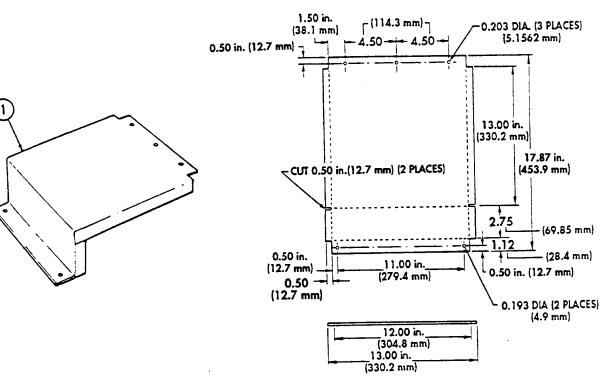 1
1.50 in.
(38.1 mm)
(114.3 mm)
4.50
4.50
0.203 DIA. (3 PLACES)
(5.1562 mm)
0.50 in. (12.7 mm)
13.00 in.
(330.2 mm)
17.87 in.
(453.9 mm)
CUT 0.50 in.(12.7 mm) (2 PLACES)
2.75
(69.85 mm)
1.12
(28.4 mm)
0.50 in.
(12.7 mm)
11.00 in.
(279.4 mm)
0.50 in. (12.7 mm)
0.50
(12.7 mm)
0.193 DIA (2 PLACES)
(4.9 mm)
12.00 in.
(304.8 mm)
13.00 in.
(330.2 mm)